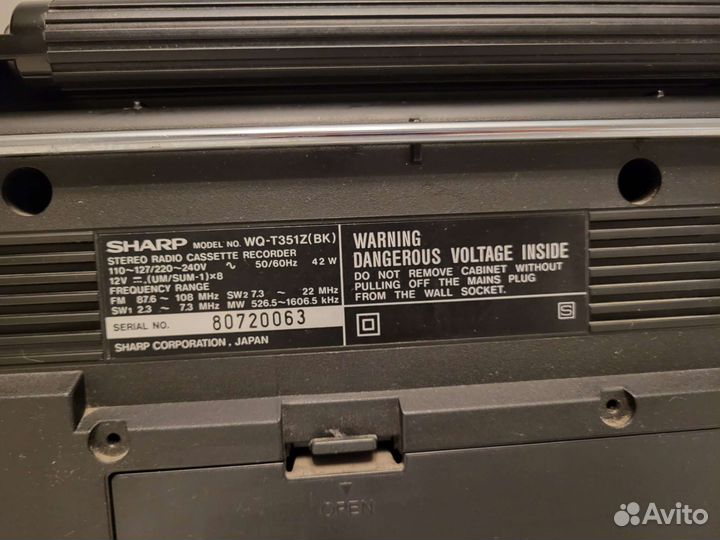 SHARP MODEL NO. WQ-T351Z(BK)
STEREO RADIO CASSETTE RECORDER
110~127/220~240V ∿ 50/60Hz 42W
12V ⎓ (UM/SUM-1)×8
FREQUENCY RANGE
FM 87.6 ~ 108 MHz SW2 7.3 ~ 22 MHz
SW1 2.3 ~ 7.3 MHz MW 526.5~1606.5 kHz
SERIAL NO. 80720063
SHARP CORPORATION, JAPAN
WARNING
DANGEROUS VOLTAGE INSIDE
DO NOT REMOVE CABINET WITHOUT
PULLING OFF THE MAINS PLUG
FROM THE WALL SOCKET.
S
OPEN
Avito